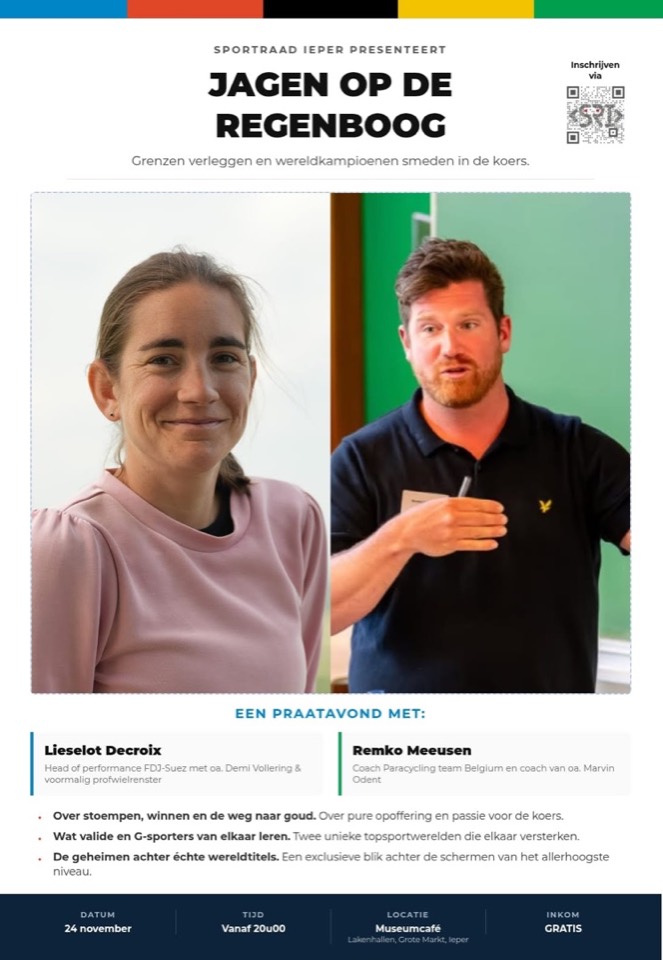 SPORTRAAD IEPER PRESENTEERT
JAGEN OP DE
REGENBOOG
Grenzen verleggen en wereldkampioenen smeden in de koers.
Inschrijven
via
SRI
EEN PRAATAVOND MET:
Lieselot Decroix
Head of performance FDJ-Suez met oa. Demi Vollering &
voormalig profwielrenster
Remko Meeusen
Coach Paracycling team Belgium en coach van oa. Marvin
Odent
• Over stoempen, winnen en de weg naar goud. Over pure opoffering en passie voor de koers.
• Wat valide en G-sporters van elkaar leren. Twee unieke topsportwerelden die elkaar versterken.
• De geheimen achter échte wereldtitels. Een exclusieve blik achter de schermen van het allerhoogste
niveau.
DATUM
24 november
TIJD
Vanaf 20u00
LOCATIE
Museumcafé
Lakenhallen, Grote Markt, Ieper
INKOM
GRATIS